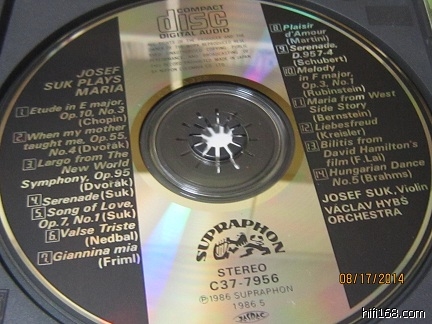 COMPACT
disc
DIGITAL AUDIO
JOSEF
SUK PLAYS
MARIA
1 Etude in E major,
Op.10, No.3
(Chopin)
2 When my mother
taught me, Op.55,
No.4 (Dvořák)
3 Largo from The
New World
Symphony, Op.95
(Dvořák)
4 Serenade (Suk)
5 Song of Love,
Op.7, No.1 (Suk)
6 Valse Triste
(Nedbal)
7 Giannina mia
(Friml)
8 Plaisir
d'Amour
(Martini)
9 Serenade,
D.957-4
(Schubert)
10 Melody
in F major,
Op.3, No.1
(Rubinstein)
11 Maria from West
Side Story
(Bernstein)
12 Liebesfreud
(Kreisler)
13 Bilitis from
David Hamilton's
film (F. Lai)
14 Hungarian Dance
No.5 (Brahms)
JOSEF SUK, Violin
VÁCLAV HYBŠ
ORCHESTRA
SUPRAPHON
STEREO
C37-7956
Ⓟ1986 SUPRAPHON
1986 5
08/17/2014
hifi168.com